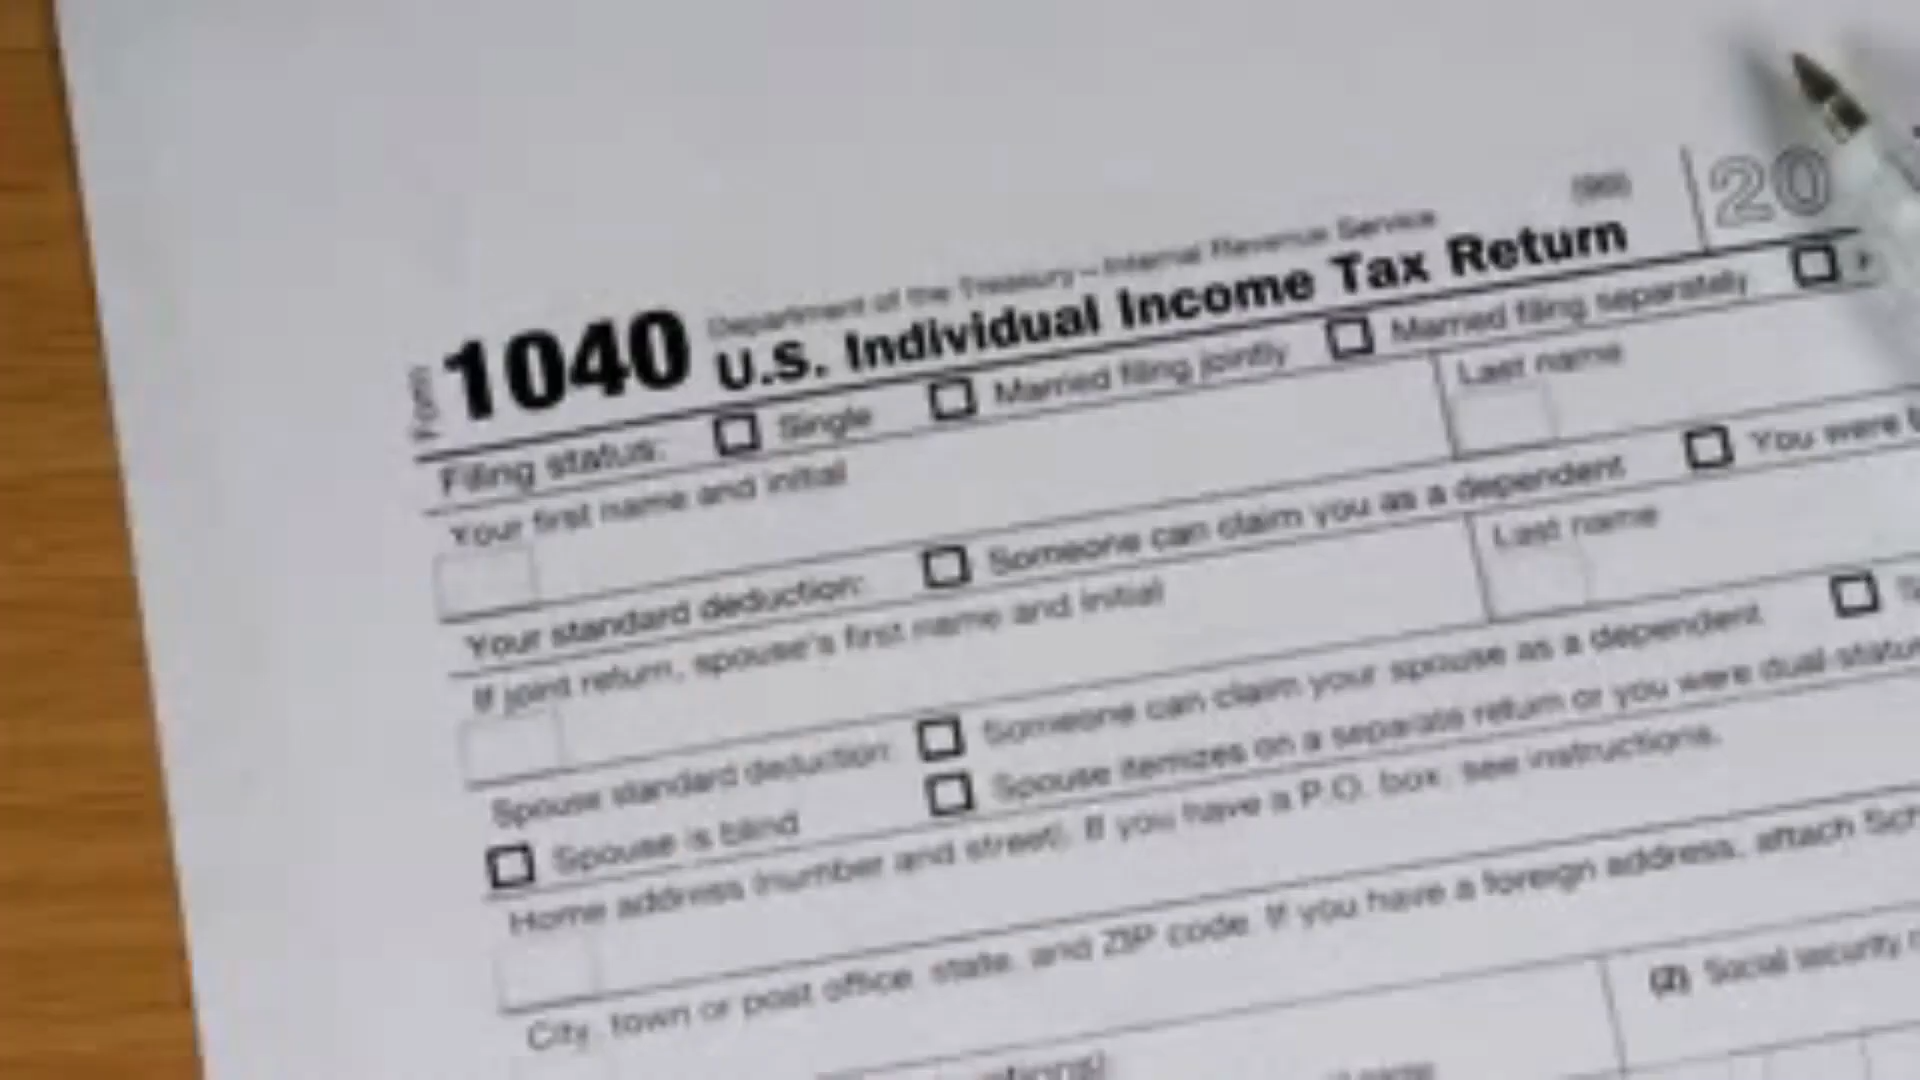 Form 1040 Department of the Treasury—Internal Revenue Service (99)
U.S. Individual Income Tax Return 20
Filing status: Single Married filing jointly Married filing separately
Your first name and initial Last name
Your standard deduction: Someone can claim you as a dependent You were
If joint return, spouse's first name and initial Last name
Spouse standard deduction: Someone can claim your spouse as a dependent
Spouse is blind Spouse itemizes on a separate return or you were dual-status
Home address (number and street). If you have a P.O. box, see instructions.
City, town or post office, state, and ZIP code. If you have a foreign address, attach Sch
(2) Social security